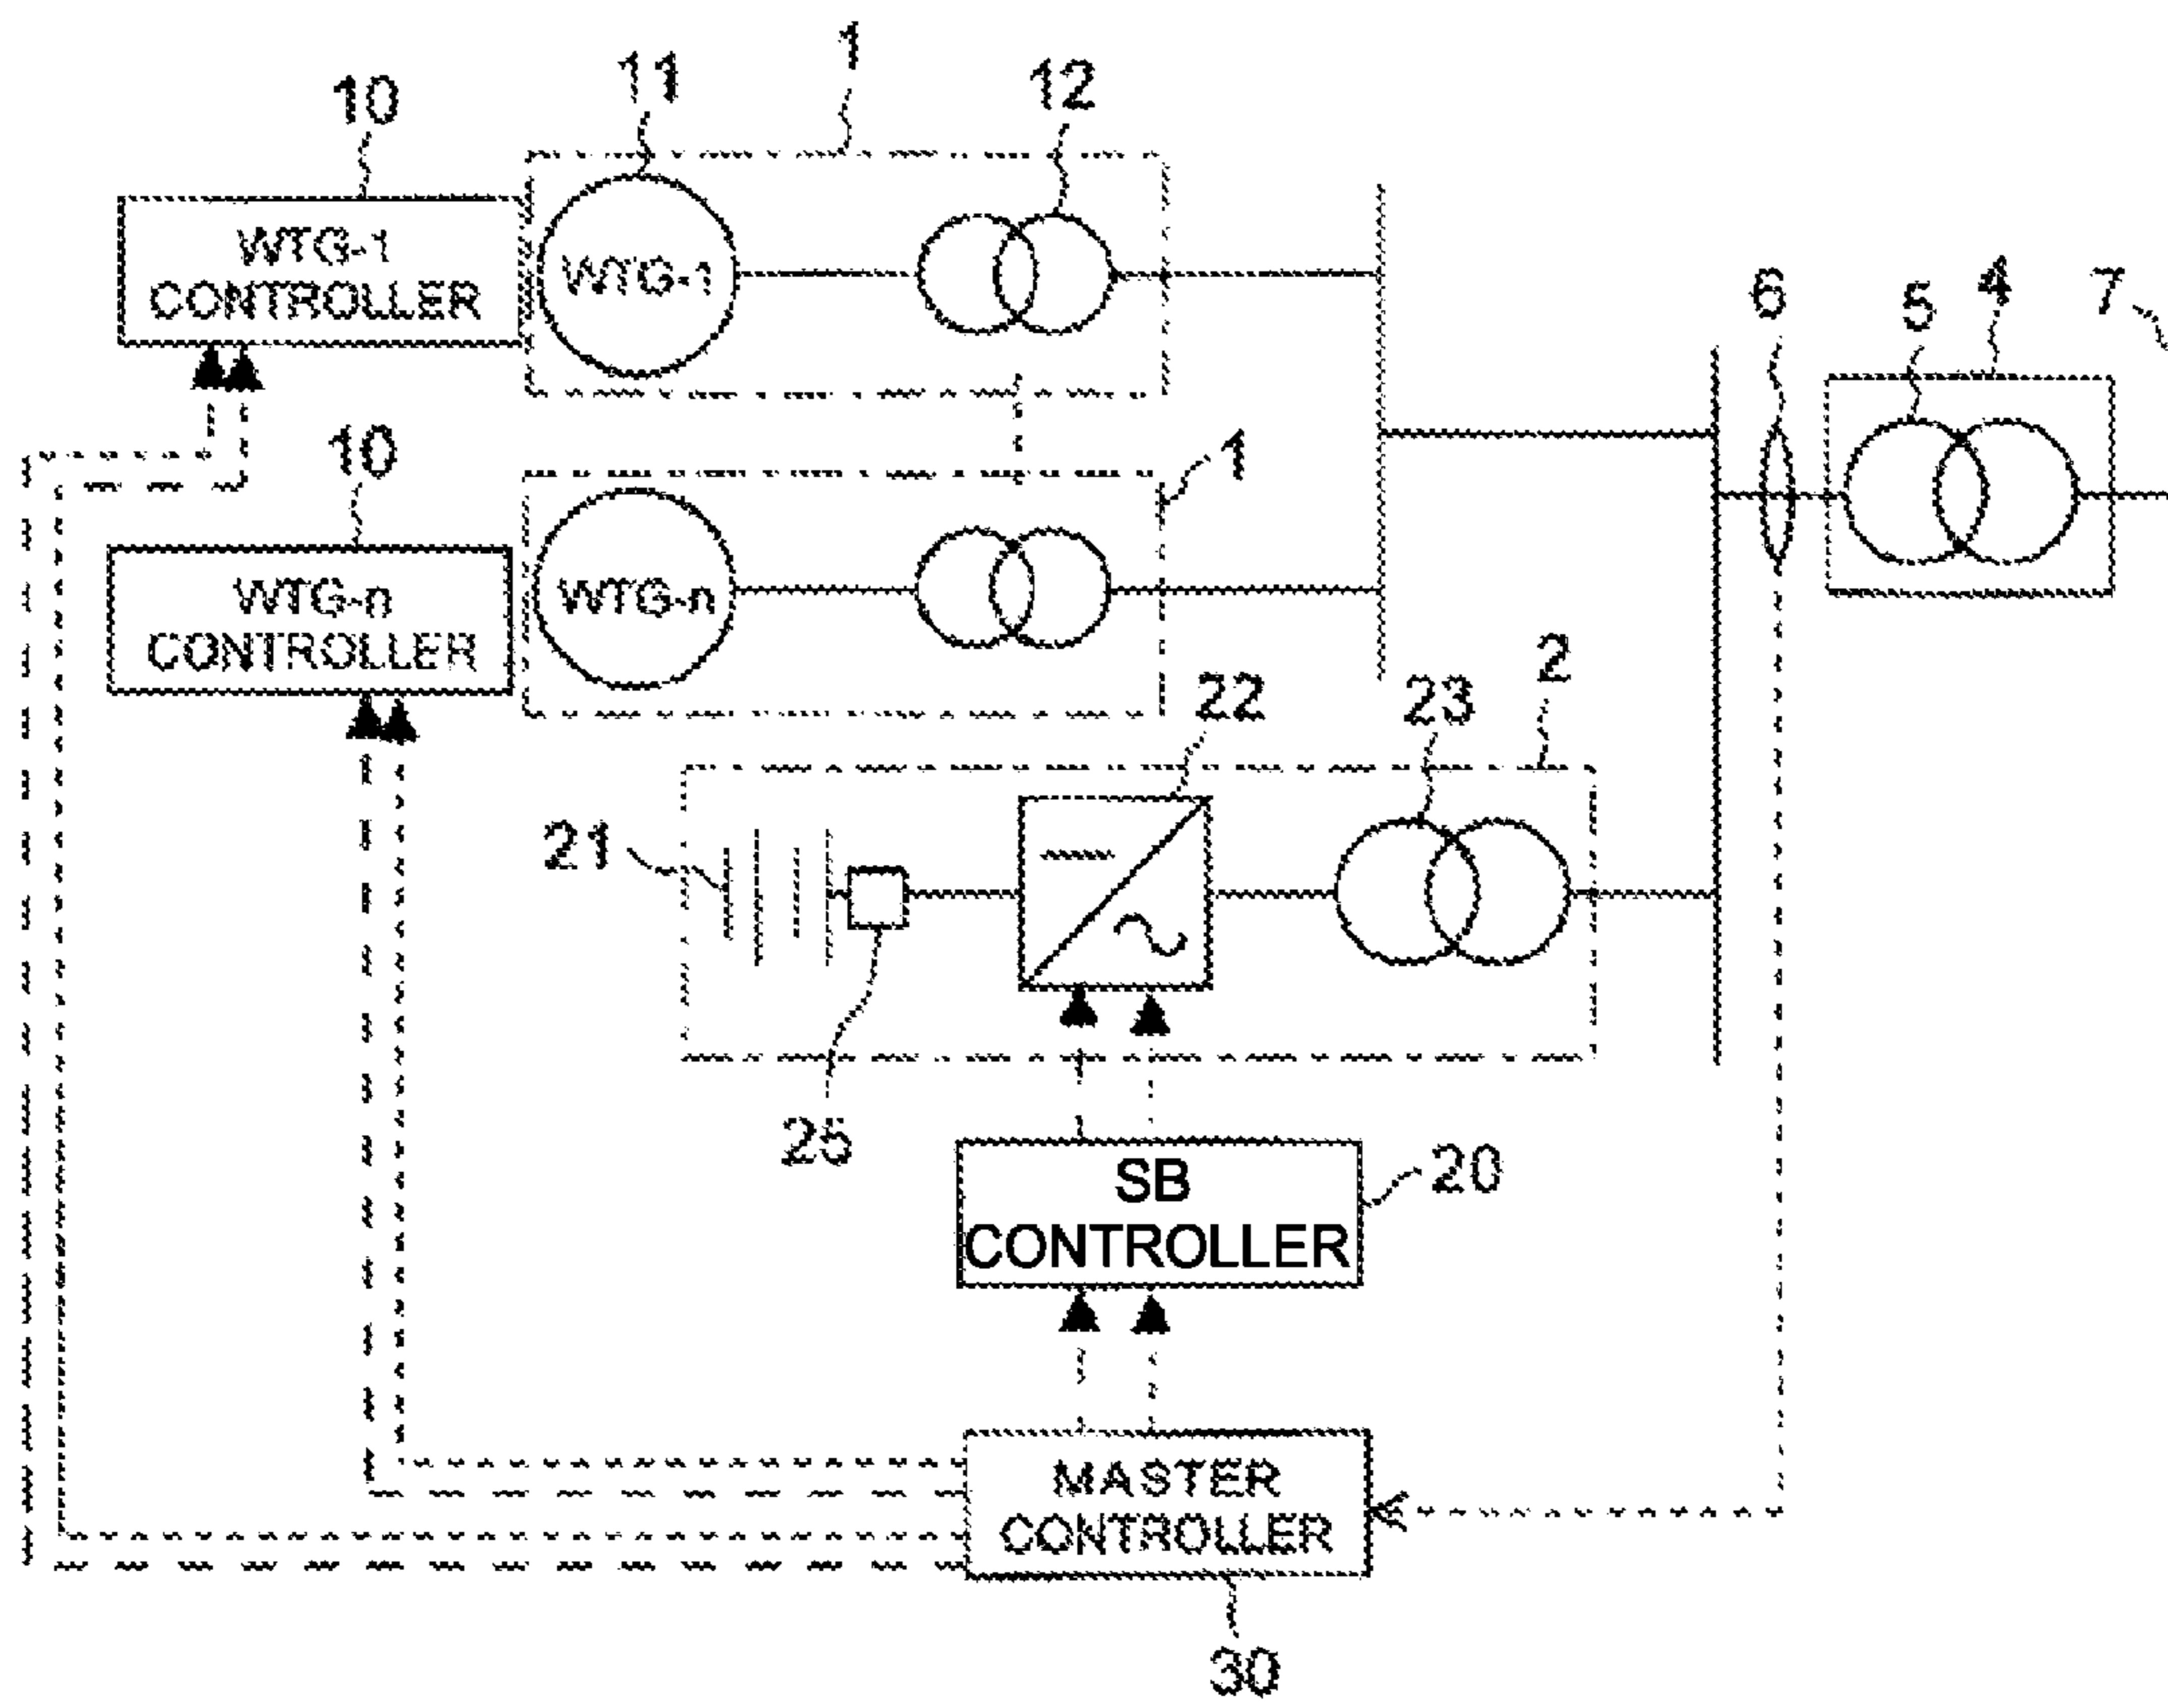 1
11
12
10
WTG-1
CONTROLLER
WTG-1
6
5
4
7
10
1
WTG-n
CONTROLLER
WTG-n
2
22
23
21
25
SB
CONTROLLER
20
MASTER
CONTROLLER
30